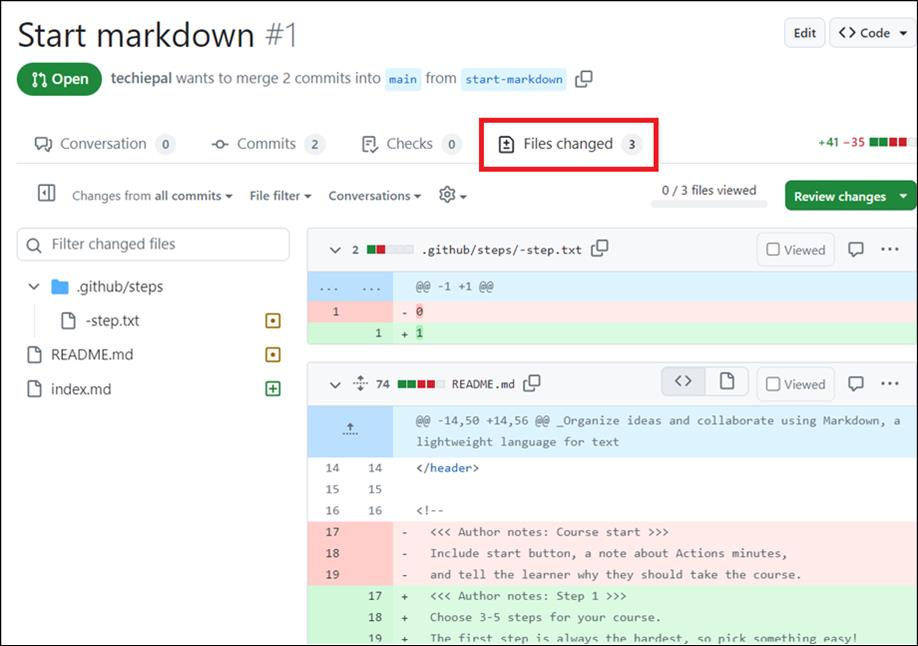 Start markdown #1
Edit
Code
Open techiepal wants to merge 2 commits into main from start-markdown
Conversation 0 Commits 2 Checks 0 Files changed 3 +41 −35
Changes from all commits File filter Conversations 0 / 3 files viewed Review changes
Filter changed files
.github/steps
-step.txt
README.md
index.md
2 .github/steps/-step.txt Viewed
... ... @@ -1 +1 @@
1 - 0
1 + 1
74 README.md Viewed
@@ -14,50 +14,56 @@ _Organize ideas and collaborate using Markdown, a
lightweight language for text
14 14 </header>
15 15
16 16 <!--
17 - <<< Author notes: Course start >>>
18 - Include start button, a note about Actions minutes,
19 - and tell the learner why they should take the course.
17 + <<< Author notes: Step 1 >>>
18 + Choose 3-5 steps for your course.
19 + The first step is always the hardest, so pick something easy!